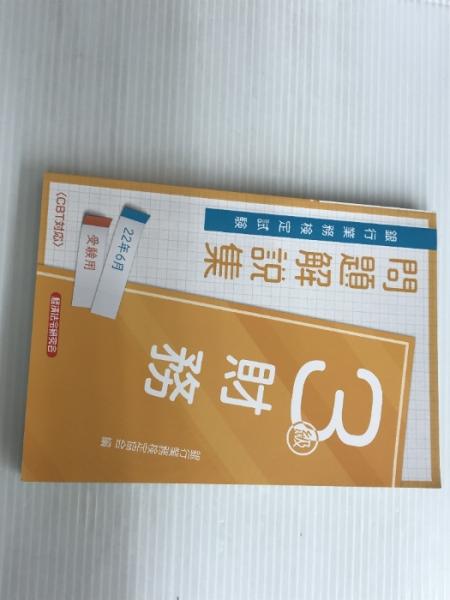 銀行業務検定試験
問題解説集
財務
3級
22年6月
受験用
〈CBT対応〉
銀行業務検定協会 編
経済法令研究会